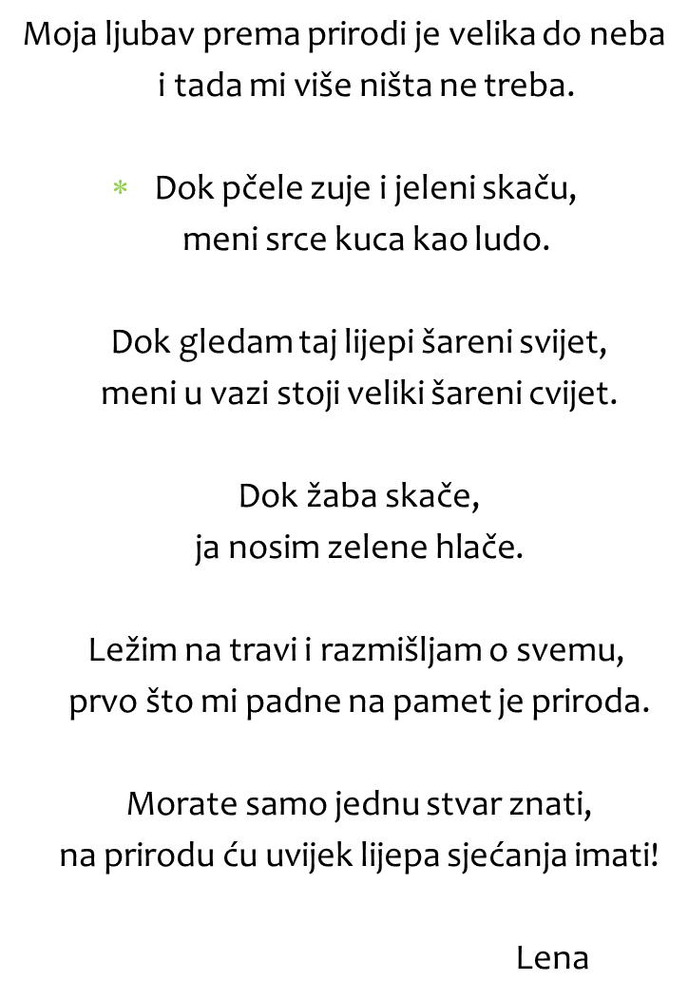 Moja ljubav prema prirodi je velika do neba
i tada mi više ništa ne treba.
* Dok pčele zuje i jeleni skaču,
meni srce kuca kao ludo.
Dok gledam taj lijepi šareni svijet,
meni u vazi stoji veliki šareni cvijet.
Dok žaba skače,
ja nosim zelene hlače.
Ležim na travi i razmišljam o svemu,
prvo što mi padne na pamet je priroda.
Morate samo jednu stvar znati,
na prirodu ću uvijek lijepa sjećanja imati!
Lena